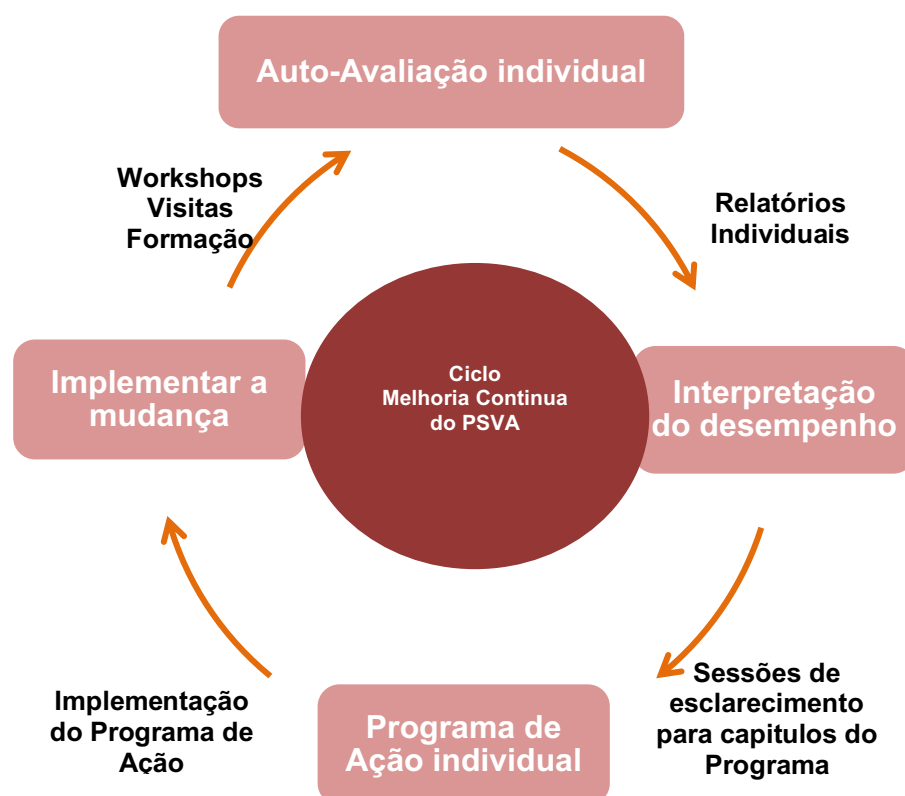 Auto-Avaliação individual
Workshops
Visitas
Formação
Relatórios
Individuais
Implementar a
mudança
Ciclo
Melhoria Continua
do PSVA
Interpretação
do desempenho
Implementação
do Programa de
Ação
Programa de
Ação individual
Sessões de
esclarecimento
para capitulos do
Programa